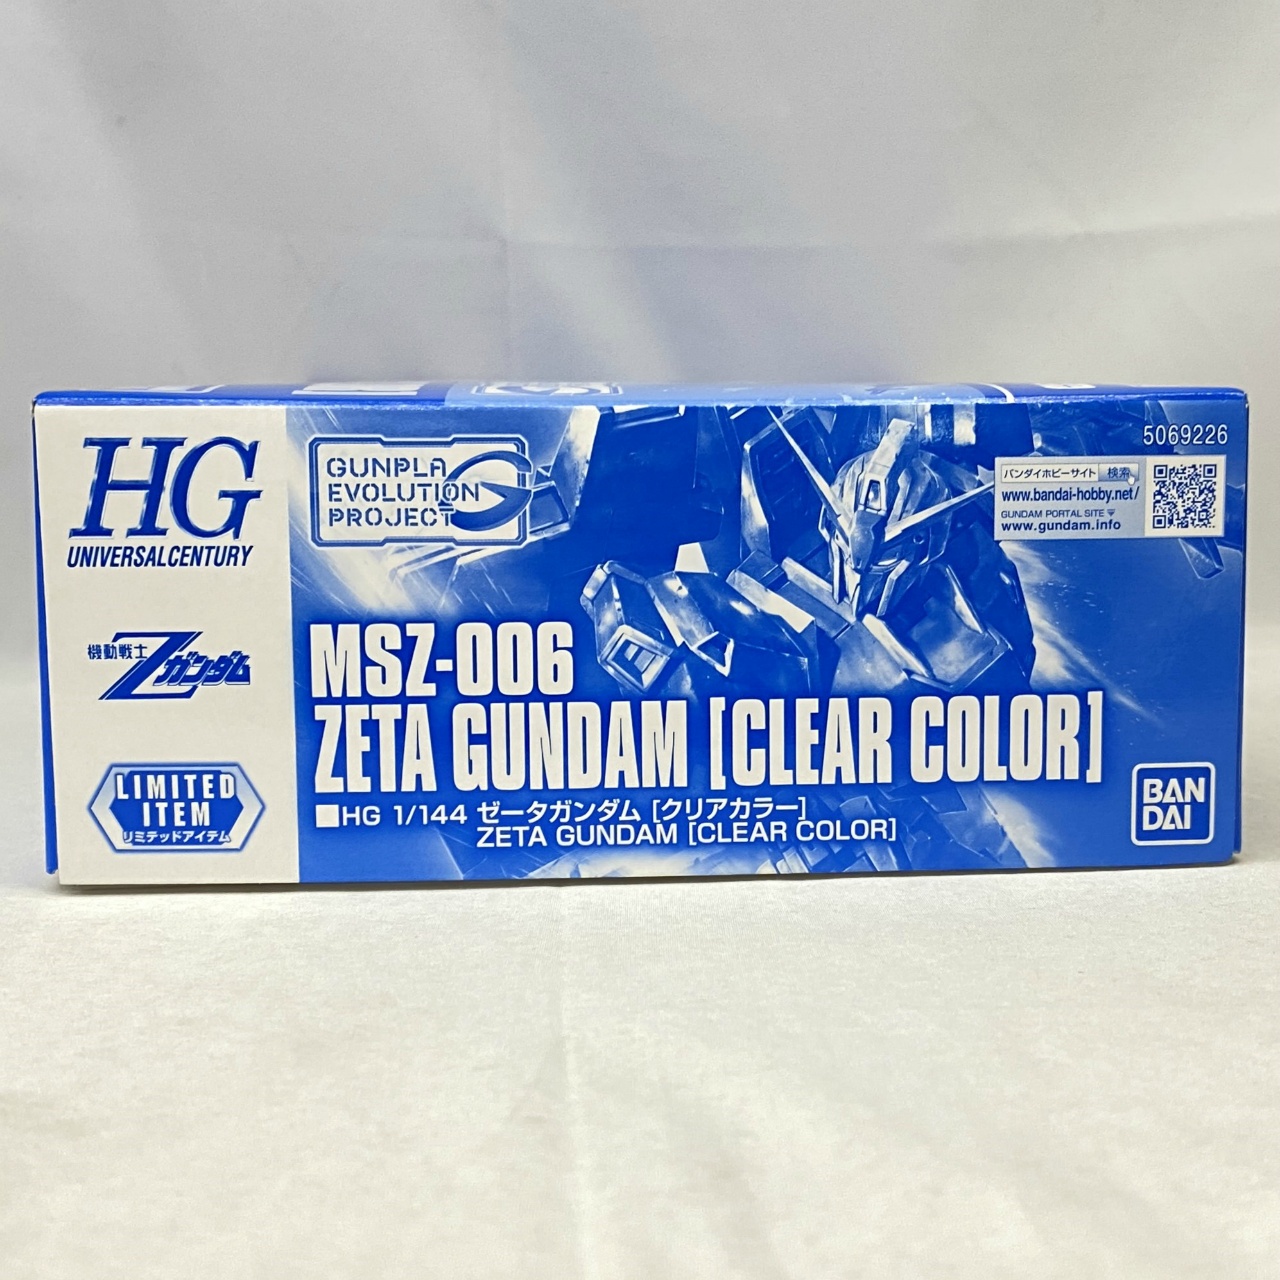 HG
UNIVERSALCENTURY
機動戦士
Zガンダム
LIMITED
ITEM
リミテッドアイテム
GUNPLA
EVOLUTION
PROJECT
MSZ-006
ZETA GUNDAM [CLEAR COLOR]
■HG 1/144 ゼータガンダム [クリアカラー]
ZETA GUNDAM [CLEAR COLOR]
5069226
バンダイホビーサイト 検索
www.bandai-hobby.net/
GUNDAM PORTAL SITE
www.gundam.info
BAN
DAI